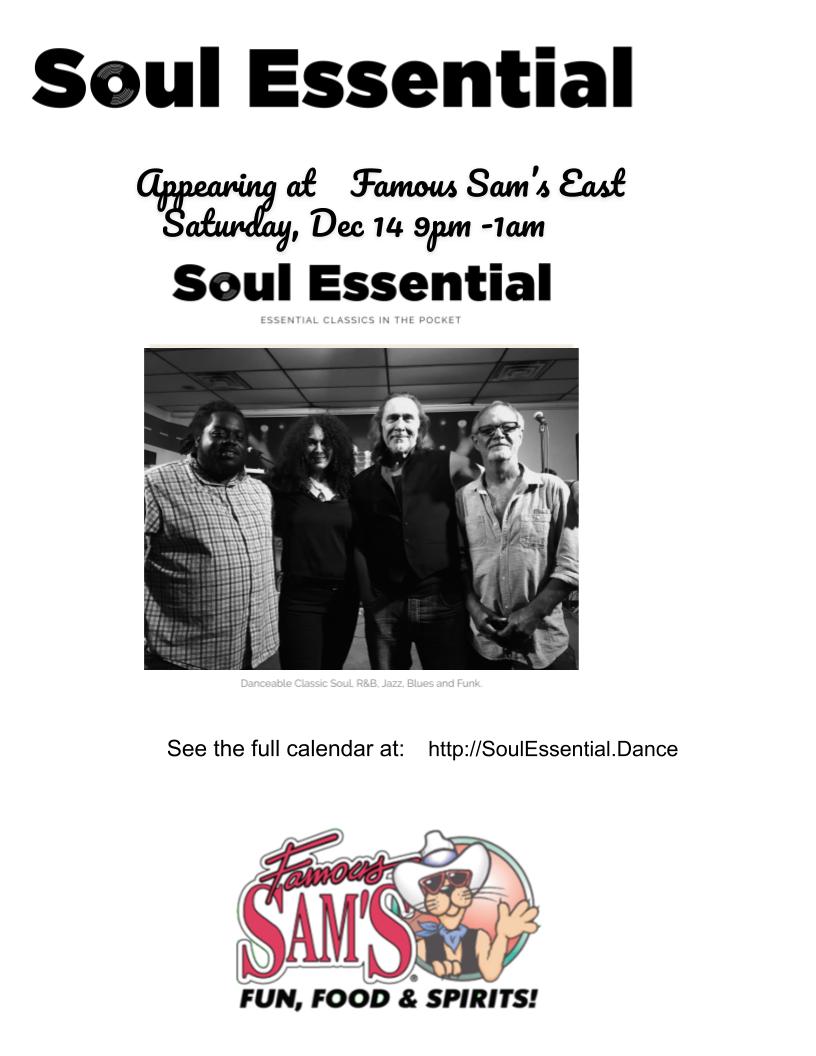 Soul Essential
Appearing at Famous Sam's East
Saturday, Dec 14 9pm -1am
Soul Essential
ESSENTIAL CLASSICS IN THE POCKET
Danceable Classic Soul, R&B, Jazz, Blues and Funk.
See the full calendar at: http://SoulEssential.Dance
Famous
SAM'S®
FUN, FOOD & SPIRITS!